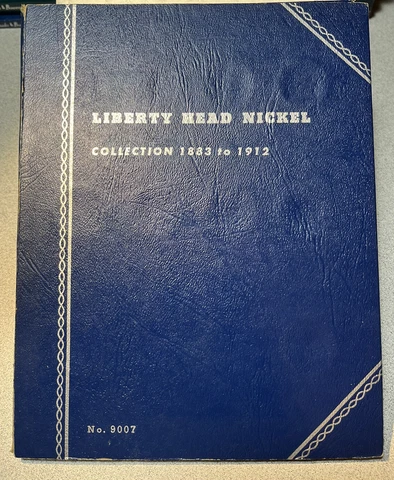 LIBERTY HEAD NICKEL
COLLECTION 1883 to 1912
No. 9007